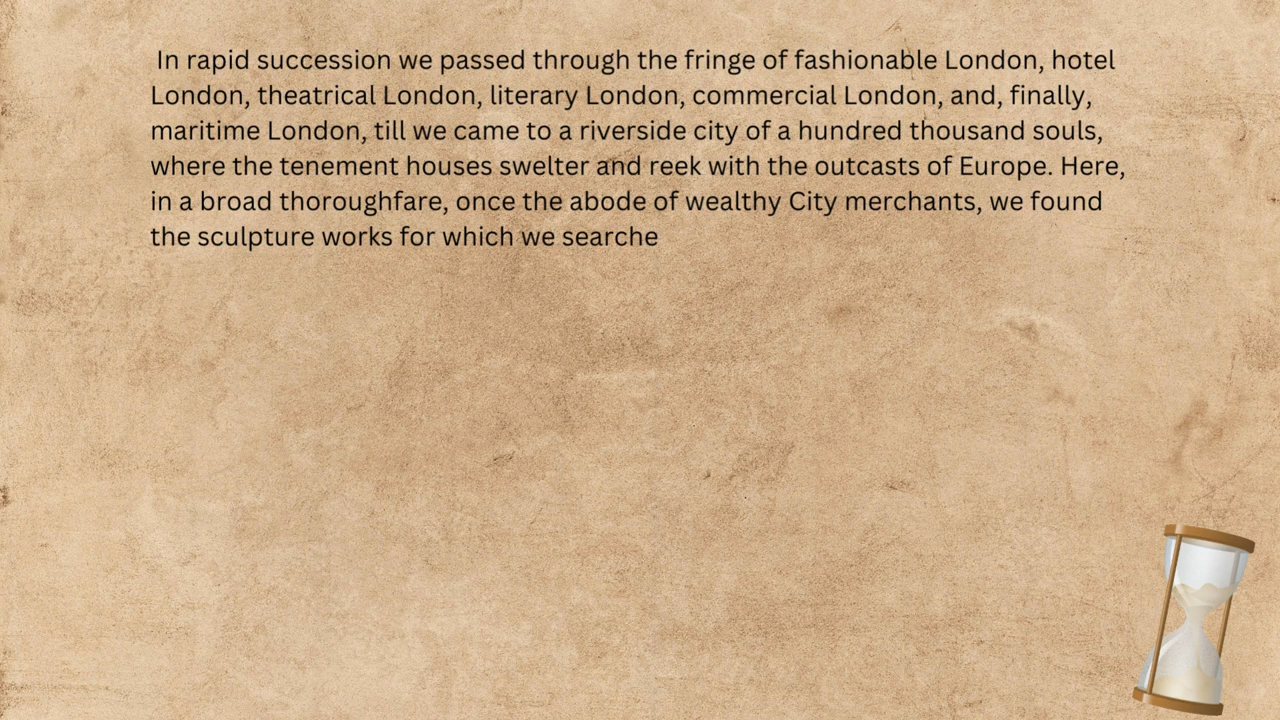 In rapid succession we passed through the fringe of fashionable London, hotel
London, theatrical London, literary London, commercial London, and, finally,
maritime London, till we came to a riverside city of a hundred thousand souls,
where the tenement houses swelter and reek with the outcasts of Europe. Here,
in a broad thoroughfare, once the abode of wealthy City merchants, we found
the sculpture works for which we searche